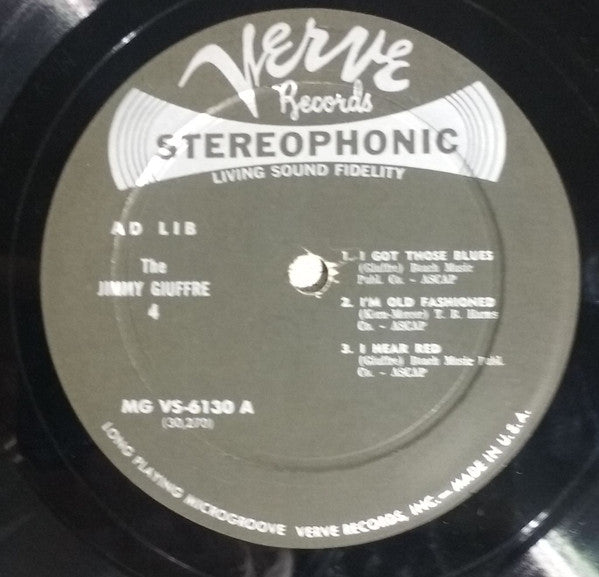 Verve
Records
STEREOPHONIC
LIVING SOUND FIDELITY
AD LIB
The
JIMMY GIUFFRE
4
1. I GOT THOSE BLUES
(Giuffre) Beach Music
Publ. Co. - ASCAP
2. I'M OLD FASHIONED
(Kern-Mercer) T. B. Harms
Co. - ASCAP
3. I HEAR RED
(Giuffre) Beach Music Publ.
Co. - ASCAP
MG VS-6130 A
(30,270)
LONG PLAYING MICROGROOVE VERVE RECORDS, INC.— MADE IN U.S.A.